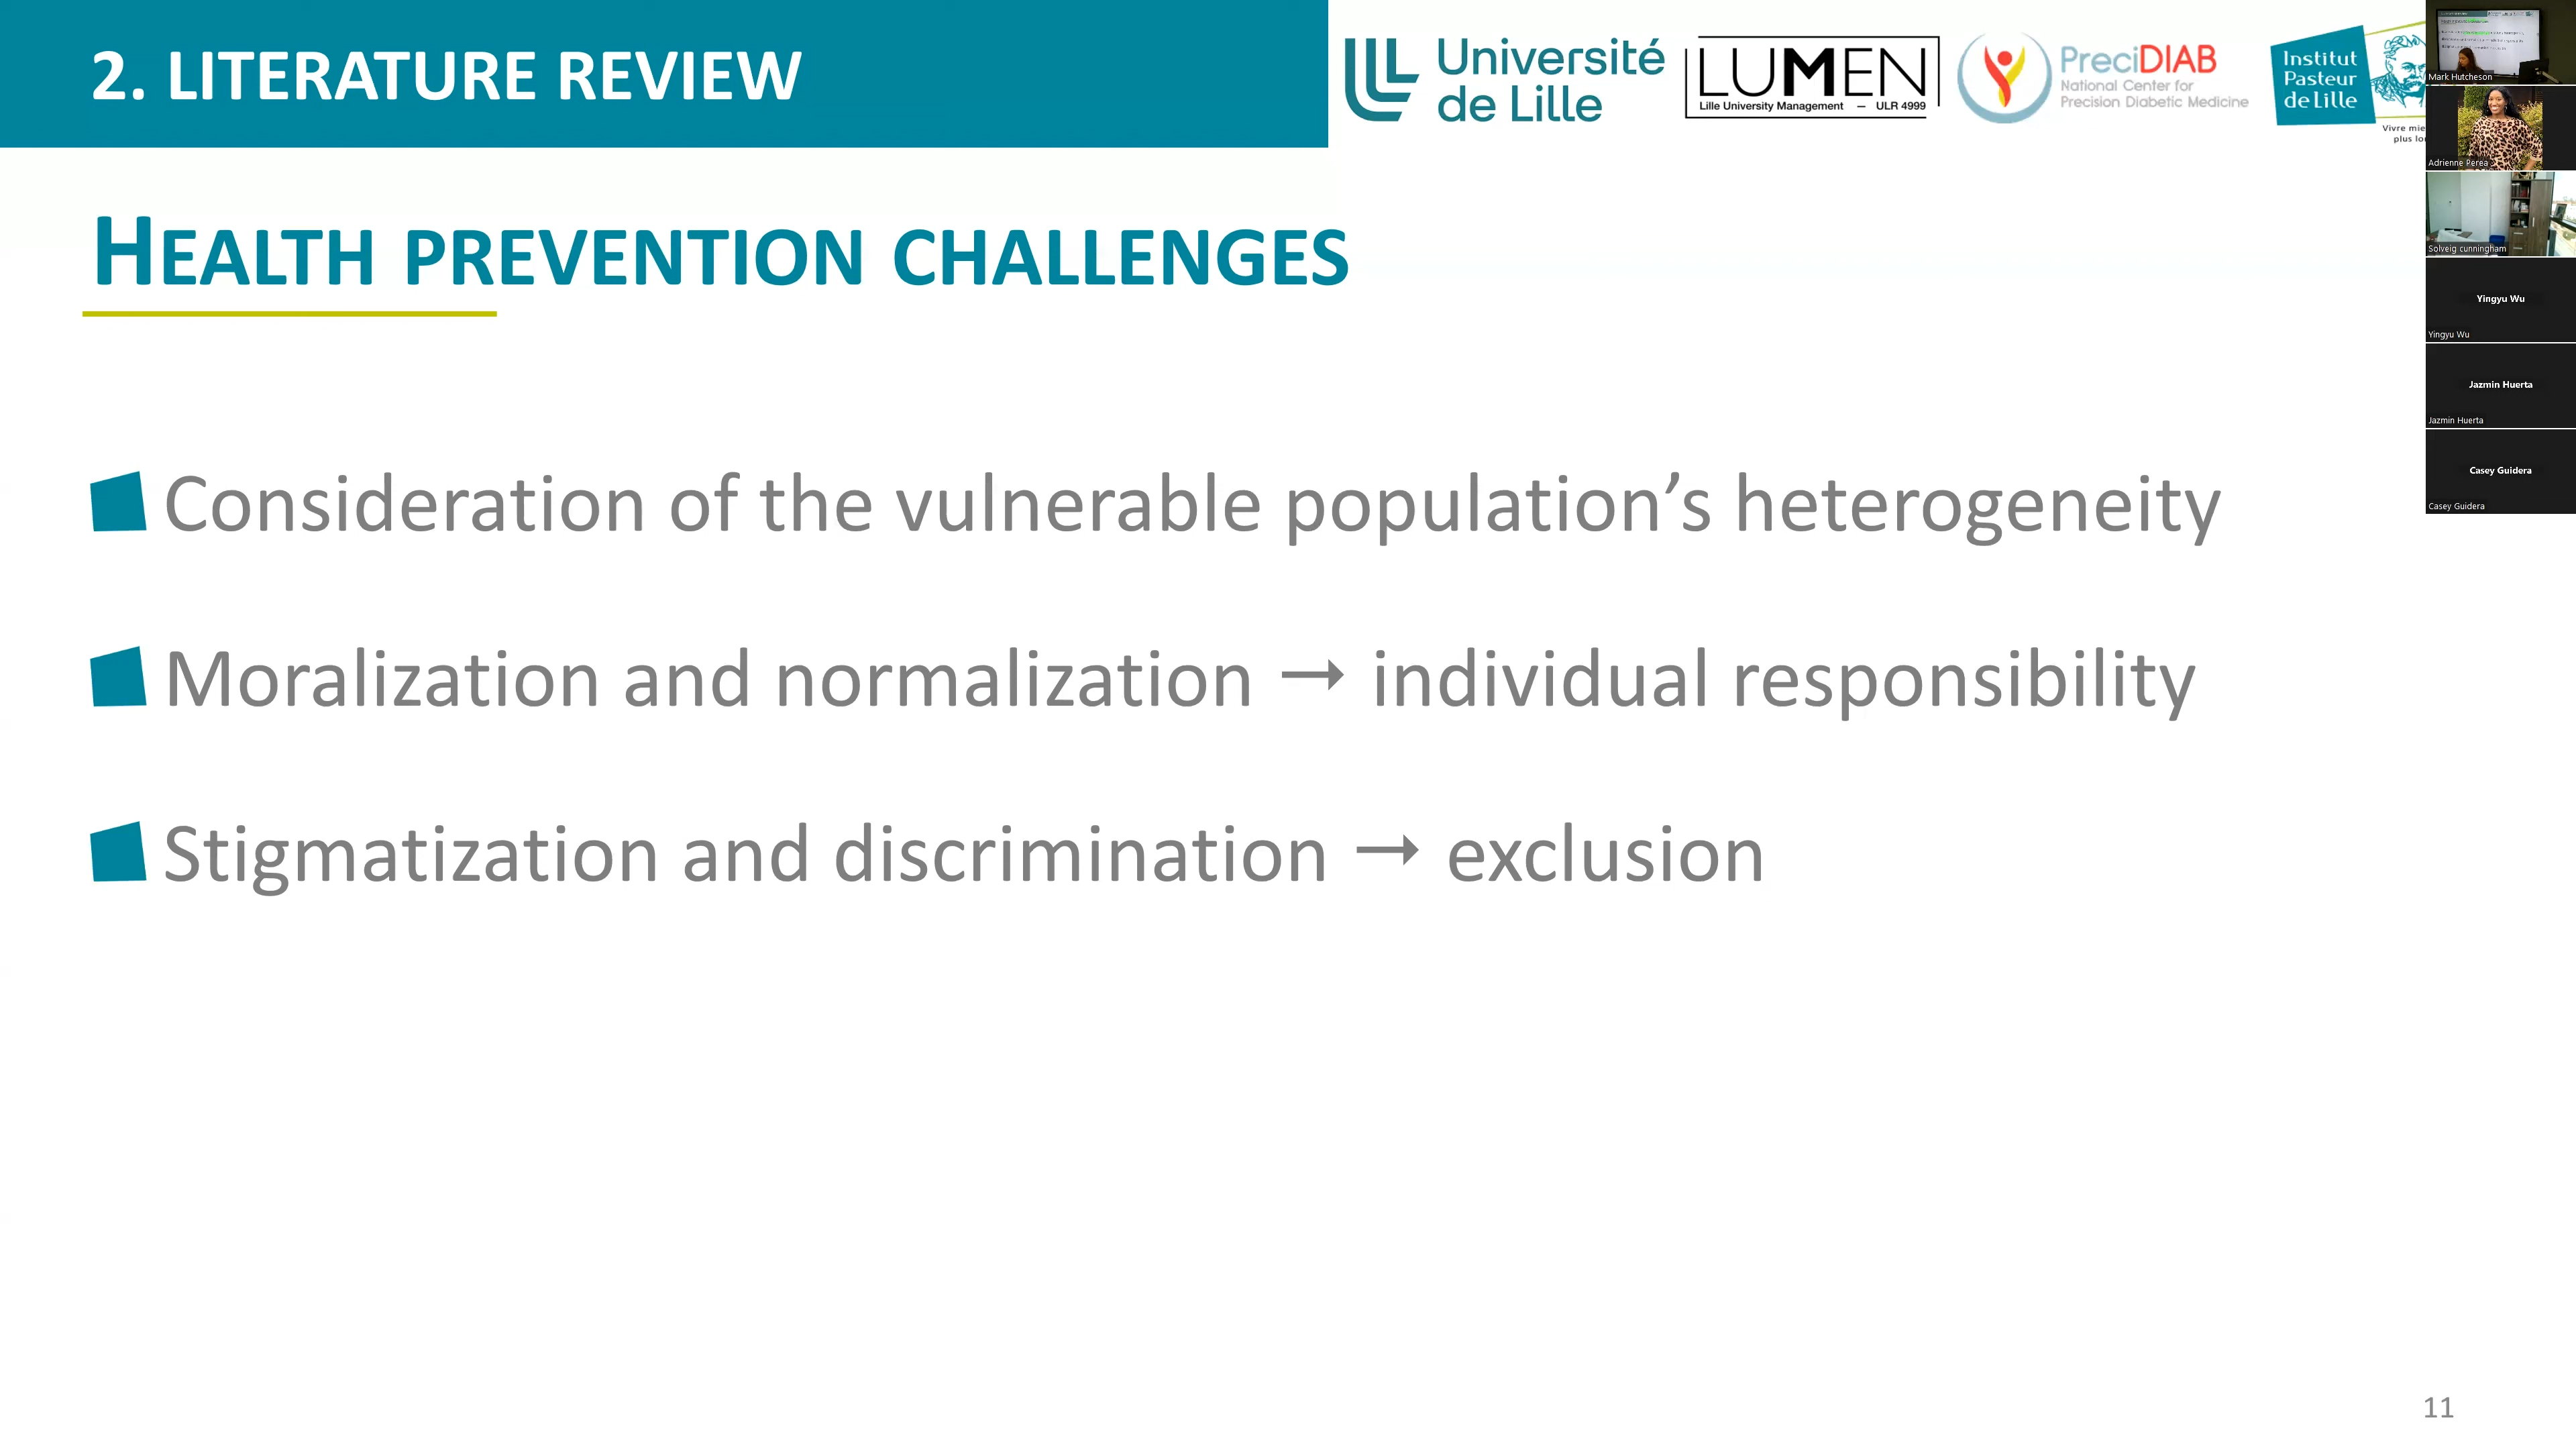 2. LITERATURE REVIEW
Université
de Lille
LUMEN
Lille University Management – ULR 4999
PreciDIAB
National Center for
Precision Diabetic Medicine
Institut
Pasteur
de Lille
Vivre mie
plus lo
HEALTH PREVENTION CHALLENGES
Consideration of the vulnerable population’s heterogeneity
Moralization and normalization → individual responsibility
Stigmatization and discrimination → exclusion
11
Mark Hutcheson
Adrienne Perea
Solveig cunningham
Yingyu Wu
Yingyu Wu
Jazmin Huerta
Jazmin Huerta
Casey Guidera
Casey Guidera